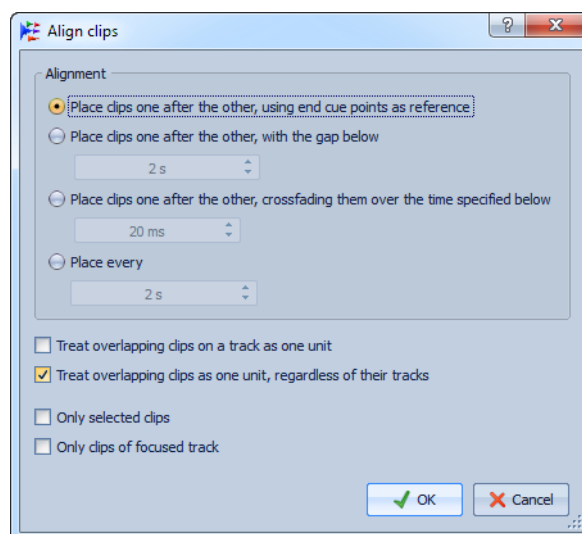 Align clips
Alignment
Place clips one after the other, using end cue points as reference
Place clips one after the other, with the gap below
2 s
Place clips one after the other, crossfading them over the time specified below
20 ms
Place every
2 s
Treat overlapping clips on a track as one unit
Treat overlapping clips as one unit, regardless of their tracks
Only selected clips
Only clips of focused track
OK
Cancel